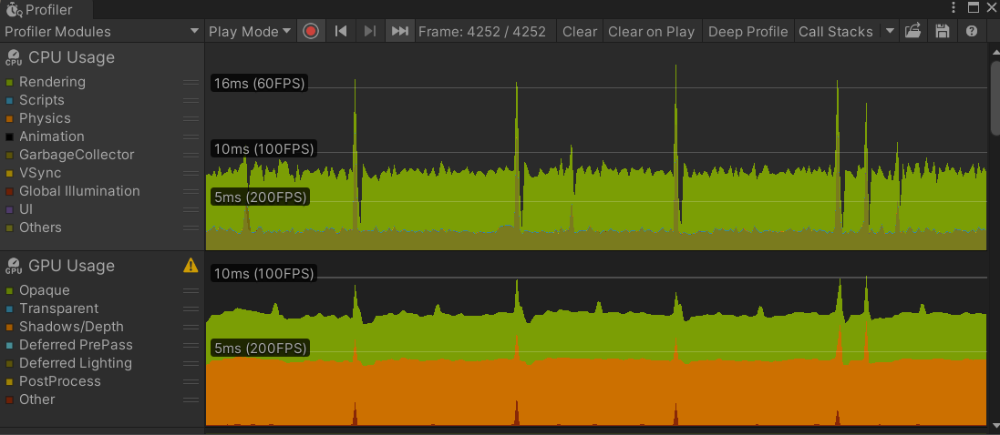 Profiler
Profiler Modules Play Mode Frame: 4252 / 4252 Clear Clear on Play Deep Profile Call Stacks
CPU
CPU Usage
Rendering
Scripts
Physics
Animation
GarbageCollector
VSync
Global Illumination
UI
Others
16ms (60FPS)
10ms (100FPS)
5ms (200FPS)
CPU
GPU Usage
Opaque
Transparent
Shadows/Depth
Deferred PrePass
Deferred Lighting
PostProcess
Other
10ms (100FPS)
5ms (200FPS)